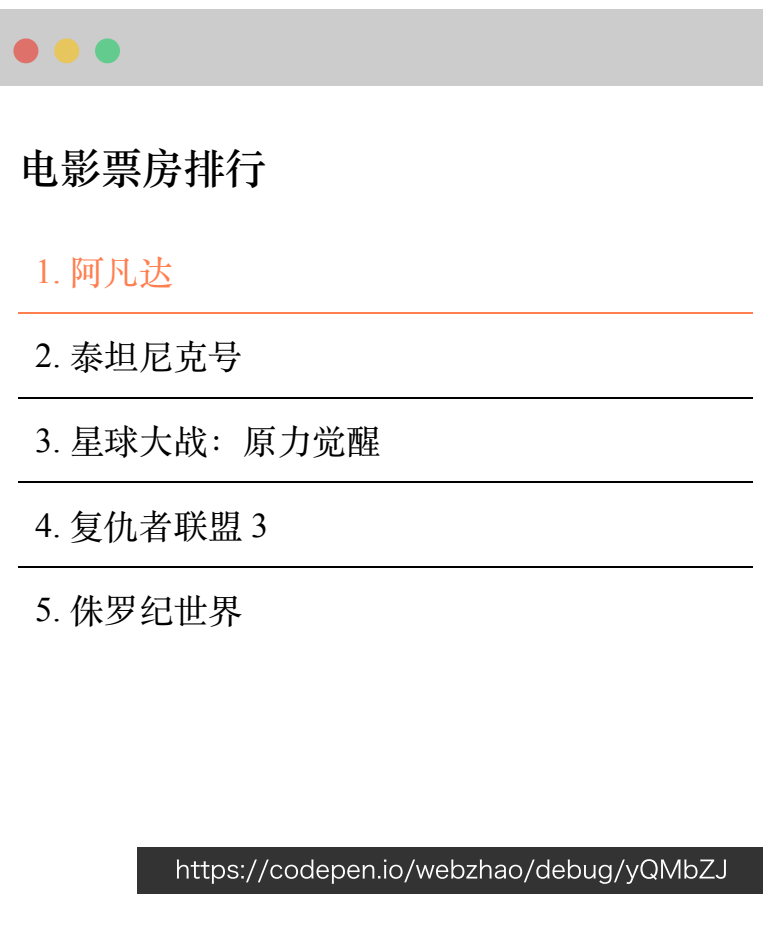 电影票房排行
1. 阿凡达
2. 泰坦尼克号
3. 星球大战：原力觉醒
4. 复仇者联盟 3
5. 侏罗纪世界
https://codepen.io/webzhao/debug/yQMbZJ